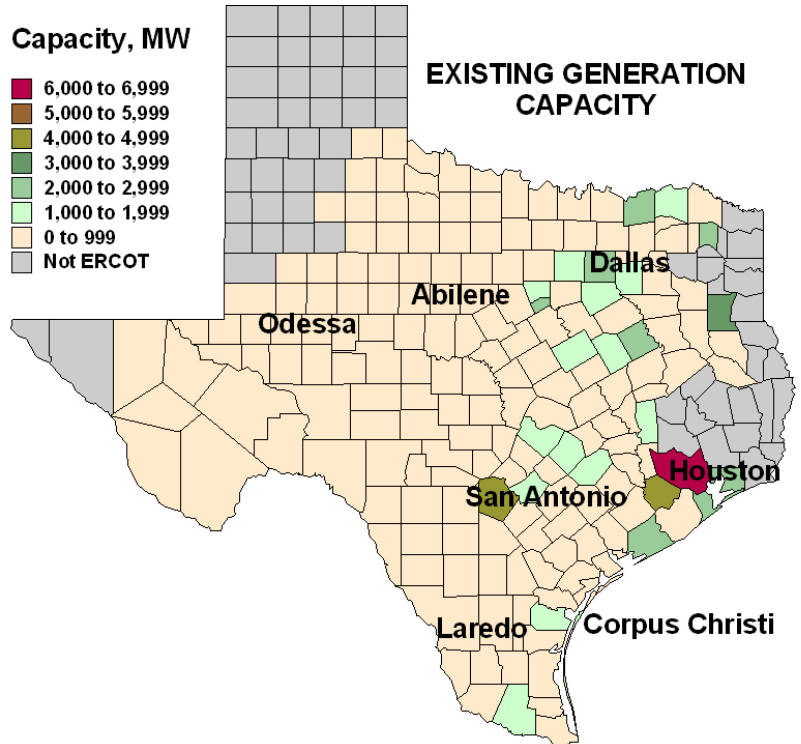 Capacity, MW
6,000 to 6,999
5,000 to 5,999
4,000 to 4,999
3,000 to 3,999
2,000 to 2,999
1,000 to 1,999
0 to 999
Not ERCOT
EXISTING GENERATION
CAPACITY
Dallas
Abilene
Odessa
Houston
San Antonio
Corpus Christi
Laredo